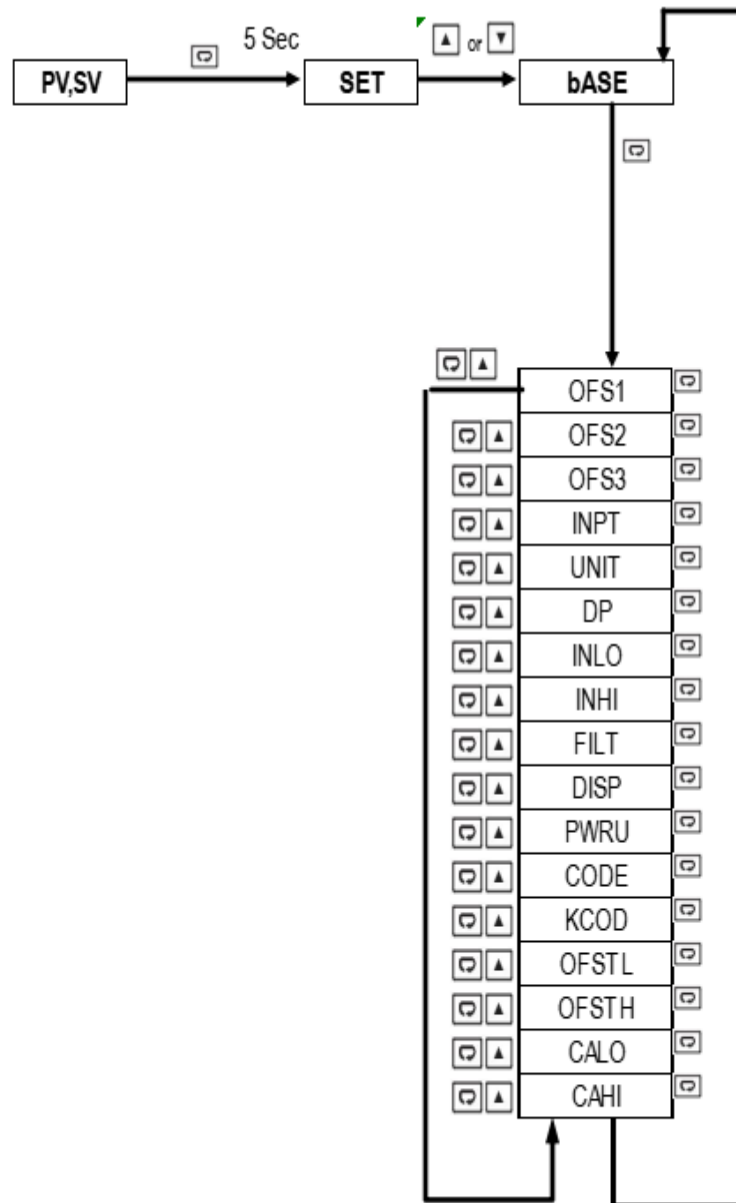 5 Sec
or
PV,SV
SET
bASE
OFS1
OFS2
OFS3
INPT
UNIT
DP
INLO
INHI
FILT
DISP
PWRU
CODE
KCOD
OFSTL
OFSTH
CALO
CAHI